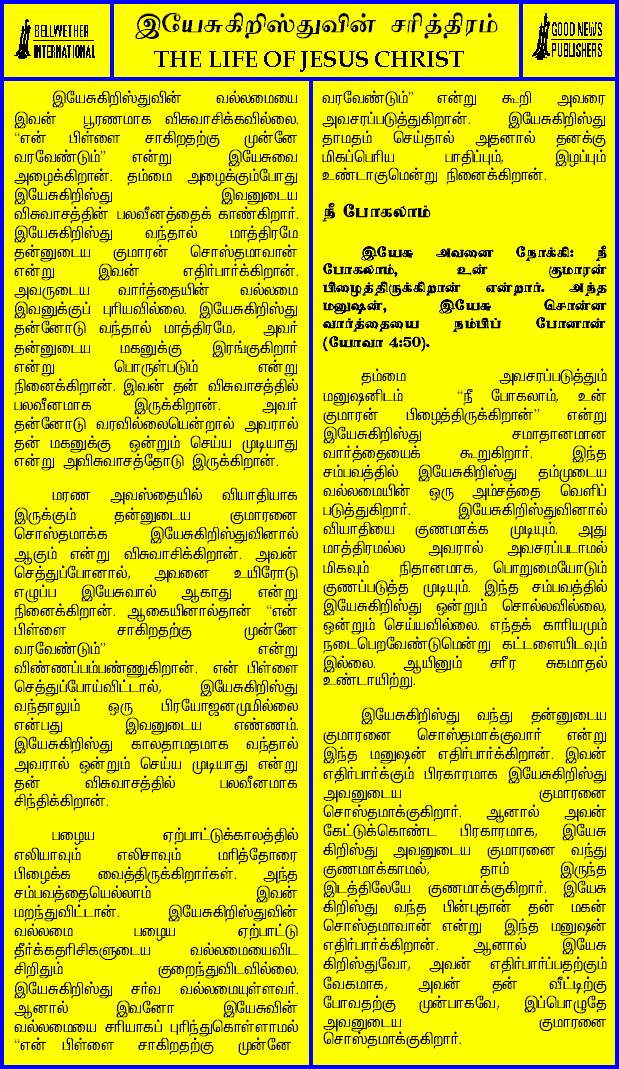 BELLWETHER
INTERNATIONAL
இயேசுகிறிஸ்துவின் சரித்திரம்
THE LIFE OF JESUS CHRIST
GOOD NEWS
PUBLISHERS
இயேசுகிறிஸ்துவின் வல்லமையை
இவன் பூரணமாக விசுவாசிக்கவில்லை.
“என் பிள்ளை சாகிறதற்கு முன்னே
வரவேண்டும்” என்று இயேசுவை
அழைக்கிறான். தம்மை அழைக்கும்போது
இயேசுகிறிஸ்து இவனுடைய
விசுவாசத்தின் பலவீனத்தைக் காண்கிறார்.
இயேசுகிறிஸ்து வந்தால் மாத்திரமே
தன்னுடைய குமாரன் சொஸ்தமாவான்
என்று இவன் எதிர்பார்க்கிறான்.
அவருடைய வார்த்தையின் வல்லமை
இவனுக்குப் புரியவில்லை. இயேசுகிறிஸ்து
தன்னோடு வந்தால் மாத்திரமே, அவர்
தன்னுடைய மகனுக்கு இரங்குகிறார்
என்று பொருள்படும் என்று
நினைக்கிறான். இவன் தன் விசுவாசத்தில்
பலவீனமாக இருக்கிறான். அவர்
தன்னோடு வரவில்லையென்றால் அவரால்
தன் மகனுக்கு ஒன்றும் செய்ய முடியாது
என்று அவிசுவாசத்தோடு இருக்கிறான்.
மரண அவஸ்தையில் வியாதியாக
இருக்கும் தன்னுடைய குமாரனை
சொஸ்தமாக்க இயேசுகிறிஸ்துவினால்
ஆகும் என்று விசுவாசிக்கிறான். அவன்
செத்துப்போனால், அவனை உயிரோடு
எழுப்ப இயேசுவால் ஆகாது என்று
நினைக்கிறான். ஆகையினால்தான் “என்
பிள்ளை சாகிறதற்கு முன்னே
வரவேண்டும்” என்று
விண்ணப்பம்பண்ணுகிறான். என் பிள்ளை
செத்துப்போய்விட்டால், இயேசுகிறிஸ்து
வந்தாலும் ஒரு பிரயோஜனமுமில்லை
என்பது இவனுடைய எண்ணம்.
இயேசுகிறிஸ்து காலதாமதமாக வந்தால்
அவரால் ஒன்றும் செய்ய முடியாது என்று
தன் விசுவாசத்தில் பலவீனமாக
சிந்திக்கிறான்.
பழைய ஏற்பாட்டுக்காலத்தில்
எலியாவும் எலிசாவும் மரித்தோரை
பிழைக்க வைத்திருக்கிறார்கள். அந்த
சம்பவத்தையெல்லாம் இவன்
மறந்துவிட்டான். இயேசுகிறிஸ்துவின்
வல்லமை பழைய ஏற்பாட்டு
தீர்க்கதரிசிகளுடைய வல்லமையைவிட
சிறிதும் குறைந்துவிடவில்லை.
இயேசுகிறிஸ்து சர்வ வல்லமையுள்ளவர்.
ஆனால் இவனோ இயேசுவின்
வல்லமையை சரியாகப் புரிந்துகொள்ளாமல்
“என் பிள்ளை சாகிறதற்கு முன்னே
வரவேண்டும்” என்று கூறி அவரை
அவசரப்படுத்துகிறான். இயேசுகிறிஸ்து
தாமதம் செய்தால் அதனால் தனக்கு
மிகப்பெரிய பாதிப்பும், இழப்பும்
உண்டாகுமென்று நினைக்கிறான்.
நீ போகலாம்
இயேசு அவனை நோக்கி: நீ
போகலாம், உன் குமாரன்
பிழைத்திருக்கிறான் என்றார். அந்த
மனுஷன், இயேசு சொன்ன
வார்த்தையை நம்பிப் போனான்
(யோவா 4:50).
தம்மை அவசரப்படுத்தும்
மனுஷனிடம் “நீ போகலாம், உன்
குமாரன் பிழைத்திருக்கிறான்” என்று
இயேசுகிறிஸ்து சமாதானமான
வார்த்தையைக் கூறுகிறார். இந்த
சம்பவத்தில் இயேசுகிறிஸ்து தம்முடைய
வல்லமையின் ஒரு அம்சத்தை வெளிப்
படுத்துகிறார். இயேசுகிறிஸ்துவினால்
வியாதியை குணமாக்க முடியும். அது
மாத்திரமல்ல அவரால் அவசரப்படாமல்
மிகவும் நிதானமாக, பொறுமையோடும்
குணப்படுத்த முடியும். இந்த சம்பவத்தில்
இயேசுகிறிஸ்து ஒன்றும் சொல்லவில்லை,
ஒன்றும் செய்யவில்லை. எந்தக் காரியமும்
நடைபெறவேண்டுமென்று கட்டளையிடவும்
இல்லை. ஆயினும் சரீர சுகமாதல்
உண்டாயிற்று.
இயேசுகிறிஸ்து வந்து தன்னுடைய
குமாரனை சொஸ்தமாக்குவார் என்று
இந்த மனுஷன் எதிர்பார்க்கிறான். இவன்
எதிர்பார்க்கும் பிரகாரமாக இயேசுகிறிஸ்து
அவனுடைய குமாரனை
சொஸ்தமாக்குகிறார். ஆனால் அவன்
கேட்டுக்கொண்ட பிரகாரமாக, இயேசு
கிறிஸ்து அவனுடைய குமாரனை வந்து
குணமாக்காமல், தாம் இருந்த
இடத்திலேயே குணமாக்குகிறார். இயேசு
கிறிஸ்து வந்த பின்புதான் தன் மகன்
சொஸ்தமாவான் என்று இந்த மனுஷன்
எதிர்பார்க்கிறான். ஆனால் இயேசு
கிறிஸ்துவோ, அவன் எதிர்பார்ப்பதற்கும்
வேகமாக, அவன் தன் வீட்டிற்கு
போவதற்கு முன்பாகவே, இப்பொழுதே
அவனுடைய குமாரனை
சொஸ்தமாக்குகிறார்.